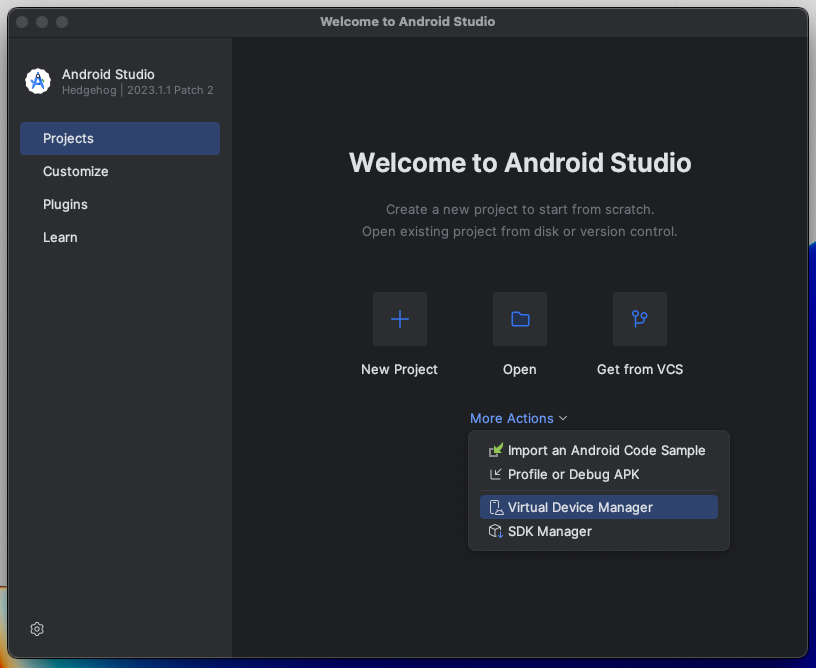 Welcome to Android Studio
Android Studio
Hedgehog | 2023.1.1 Patch 2
Projects
Customize
Plugins
Learn
Welcome to Android Studio
Create a new project to start from scratch.
Open existing project from disk or version control.
New Project
Open
Get from VCS
More Actions
Import an Android Code Sample
Profile or Debug APK
Virtual Device Manager
SDK Manager